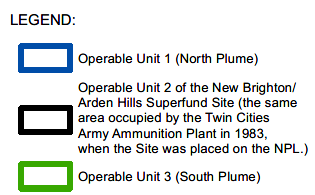 LEGEND:
Operable Unit 1 (North Plume)
Operable Unit 2 of the New Brighton/
Arden Hills Superfund Site (the same
area occupied by the Twin Cities
Army Ammunition Plant in 1983,
when the Site was placed on the NPL.)
Operable Unit 3 (South Plume)